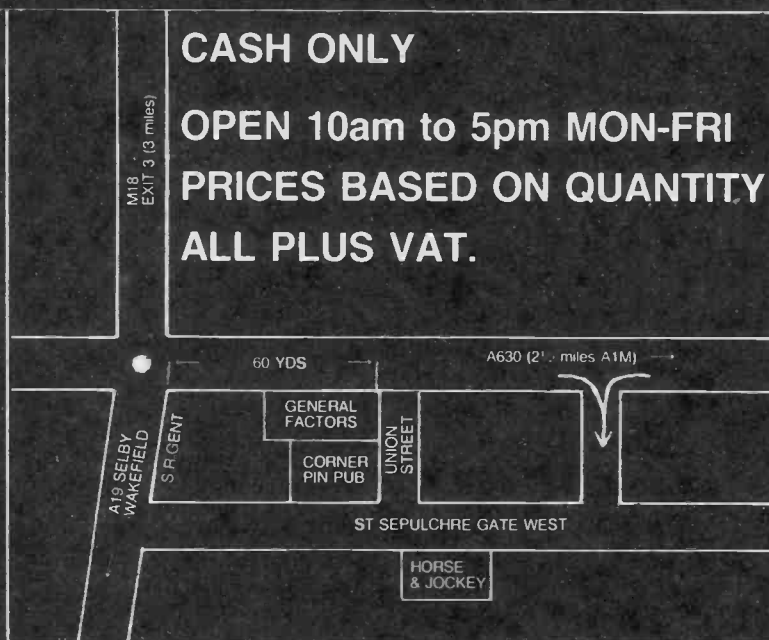 CASH ONLY
OPEN 10am to 5pm MON-FRI
PRICES BASED ON QUANTITY
ALL PLUS VAT.
M18
EXIT 3 (3 miles)
60 YDS
A630 (2½ miles A1M)
GENERAL
FACTORS
CORNER
PIN PUB
UNION
STREET
S.R.GENT
A19 SELBY
WAKEFIELD
ST SEPULCHRE GATE WEST
HORSE
& JOCKEY